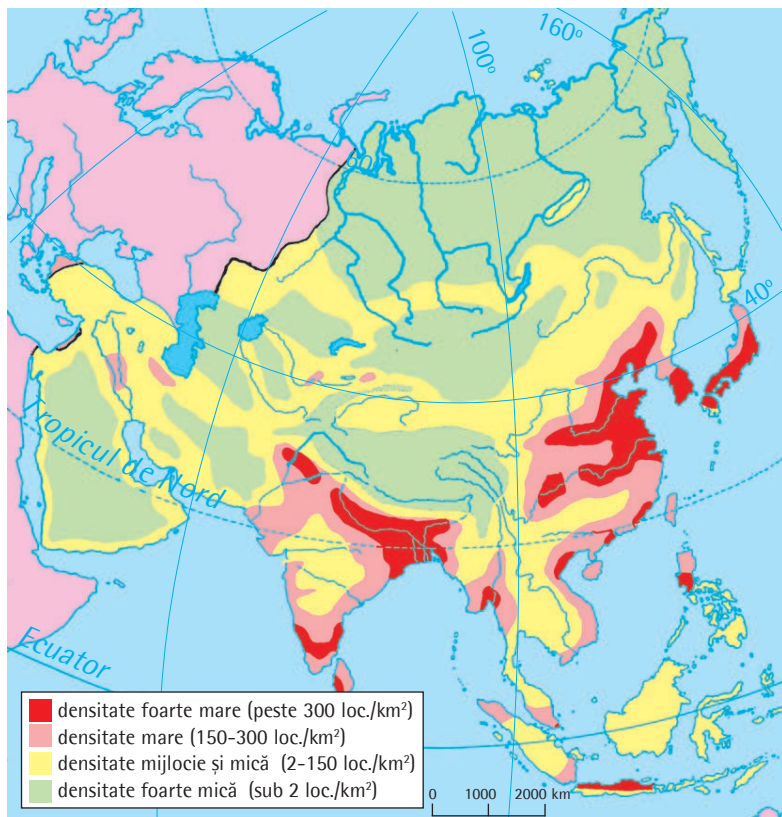 160°
100°
60°
40°
Tropicul de Nord
Ecuator
densitate foarte mare (peste 300 loc./km²)
densitate mare (150-300 loc./km²)
densitate mijlocie și mică (2-150 loc./km²)
densitate foarte mică (sub 2 loc./km²)
0 1000 2000 km